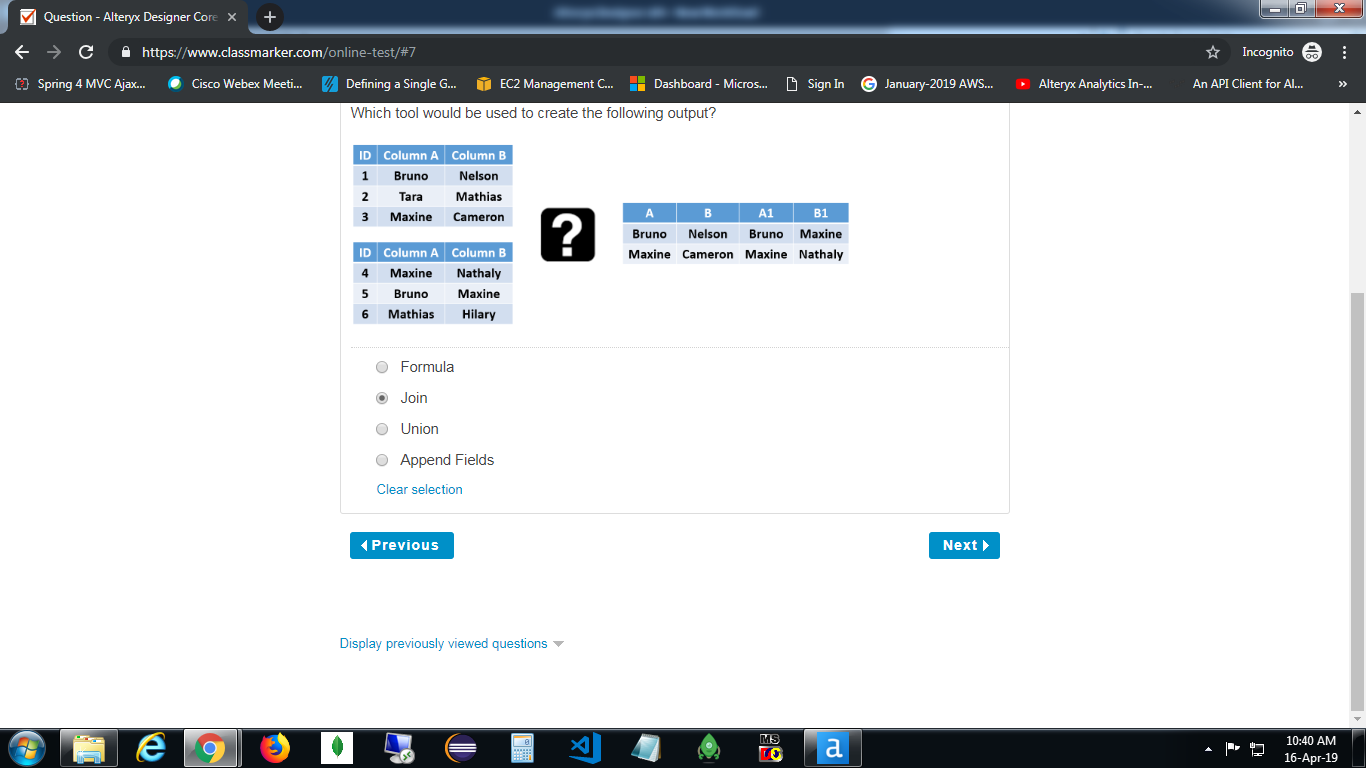 Question - Alteryx Designer Core
https://www.classmarker.com/online-test/#7
Incognito
Spring 4 MVC Ajax... Cisco Webex Meeti... Defining a Single G... EC2 Management C... Dashboard - Micros... Sign In January-2019 AWS... Alteryx Analytics In-... An API Client for Al... »
Which tool would be used to create the following output?
ID Column A Column B
1 Bruno Nelson
2 Tara Mathias
3 Maxine Cameron
ID Column A Column B
4 Maxine Nathaly
5 Bruno Maxine
6 Mathias Hilary
?
A B A1 B1
Bruno Nelson Bruno Maxine
Maxine Cameron Maxine Nathaly
Formula
Join
Union
Append Fields
Clear selection
Previous
Next
Display previously viewed questions
MS
a
10:40 AM
16-Apr-19